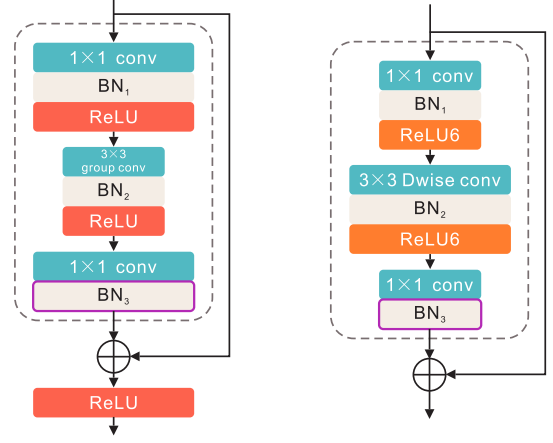 1×1 conv
BN₁
ReLU
3×3
group conv
BN₂
ReLU
1×1 conv
BN₃
ReLU
1×1 conv
BN₁
ReLU6
3×3 Dwise conv
BN₂
ReLU6
1×1 conv
BN₃